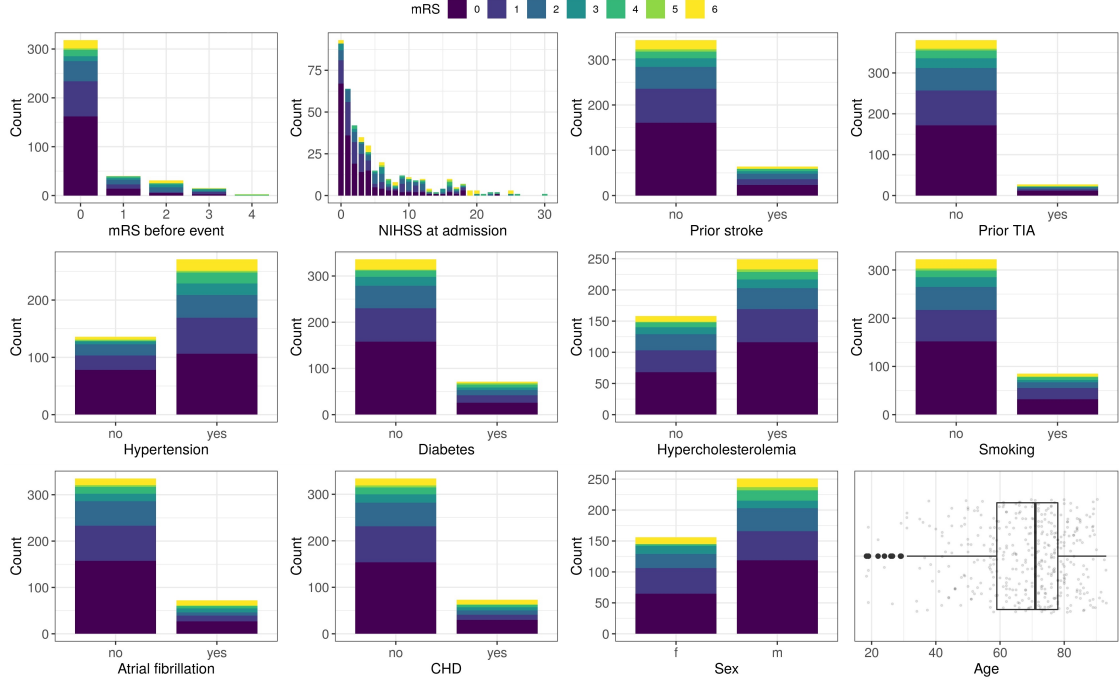 mRS 0 1 2 3 4 5 6
Count 300 200 100 0
0 1 2 3 4
mRS before event
Count 75 50 25 0
0 10 20 30
NIHSS at admission
Count 300 200 100 0
no yes
Prior stroke
Count 300 200 100 0
no yes
Prior TIA
Count 200 100 0
no yes
Hypertension
Count 300 200 100 0
no yes
Diabetes
Count 250 200 150 100 50 0
no yes
Hypercholesterolemia
Count 300 200 100 0
no yes
Smoking
Count 300 200 100 0
no yes
Atrial fibrillation
Count 300 200 100 0
no yes
CHD
Count 250 200 150 100 50 0
f m
Sex
20 40 60 80
Age